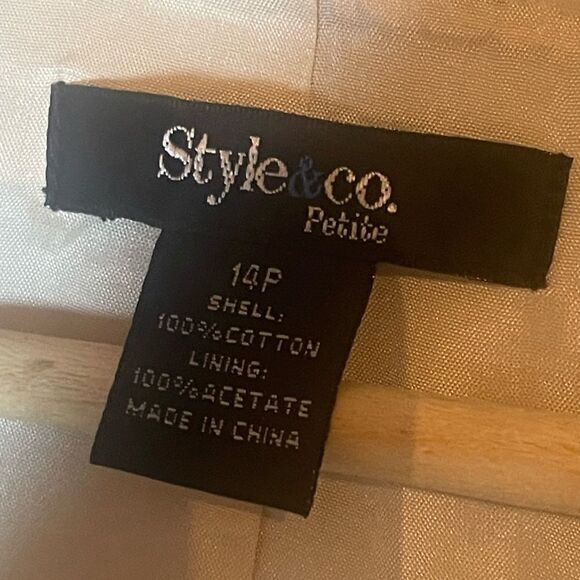 Style&co.
Petite
14P
SHELL:
100%COTTON
LINING:
100%ACETATE
MADE IN CHINA